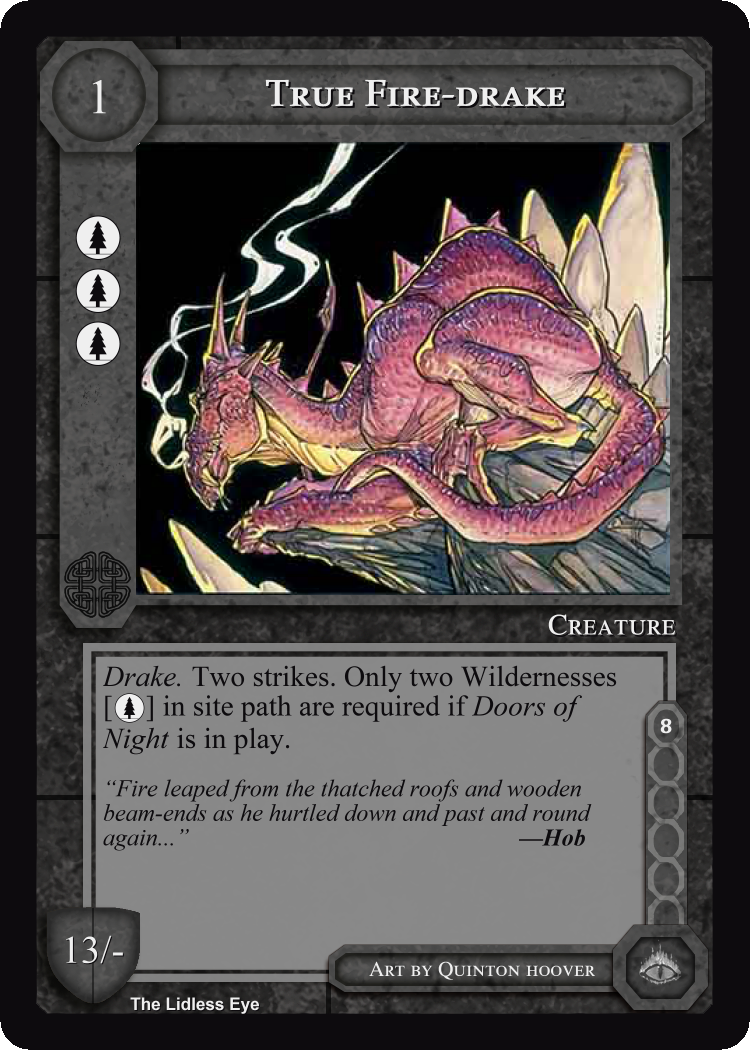 1
True Fire-drake
Creature
Drake. Two strikes. Only two Wildernesses
[ ] in site path are required if Doors of
Night is in play.
“Fire leaped from the thatched roofs and wooden
beam-ends as he hurtled down and past and round
again...” —Hob
8
13/-
Art by Quinton hoover
The Lidless Eye